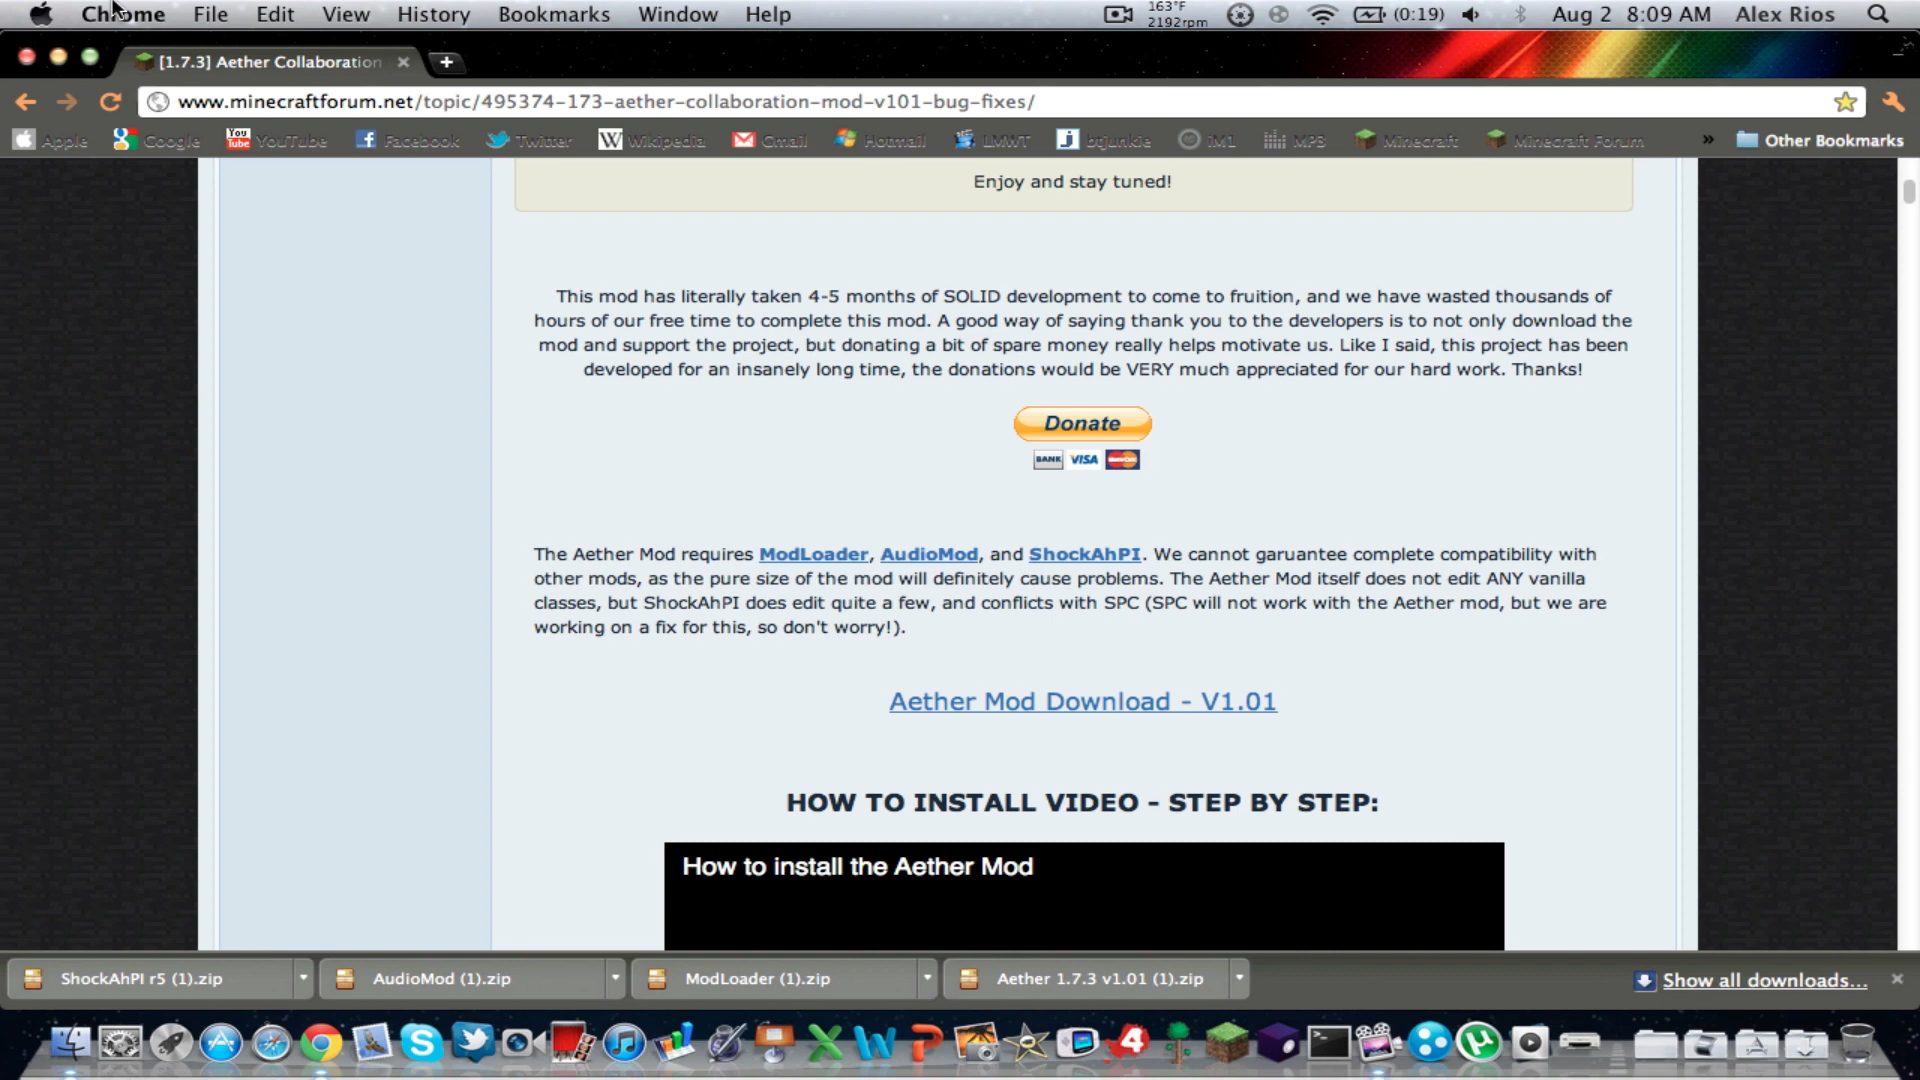 Chrome File Edit View History Bookmarks Window Help 163°F 2192rpm (0:19) Aug 2 8:09 AM Alex Rios
[1.7.3] Aether Collaboration
www.minecraftforum.net/topic/495374-173-aether-collaboration-mod-v101-bug-fixes/
Apple Google YouTube Facebook Twitter Wikipedia Gmail Hotmail LMWT btjunkie iM1 MP5 Minecraft Minecraft Forum » Other Bookmarks
Enjoy and stay tuned!
This mod has literally taken 4-5 months of SOLID development to come to fruition, and we have wasted thousands of
hours of our free time to complete this mod. A good way of saying thank you to the developers is to not only download the
mod and support the project, but donating a bit of spare money really helps motivate us. Like I said, this project has been
developed for an insanely long time, the donations would be VERY much appreciated for our hard work. Thanks!
Donate
BANK VISA MasterCard
The Aether Mod requires ModLoader, AudioMod, and ShockAhPI. We cannot garuantee complete compatibility with
other mods, as the pure size of the mod will definitely cause problems. The Aether Mod itself does not edit ANY vanilla
classes, but ShockAhPI does edit quite a few, and conflicts with SPC (SPC will not work with the Aether mod, but we are
working on a fix for this, so don't worry!).
Aether Mod Download - V1.01
HOW TO INSTALL VIDEO - STEP BY STEP:
How to install the Aether Mod
ShockAhPI r5 (1).zip AudioMod (1).zip ModLoader (1).zip Aether 1.7.3 v1.01 (1).zip Show all downloads...